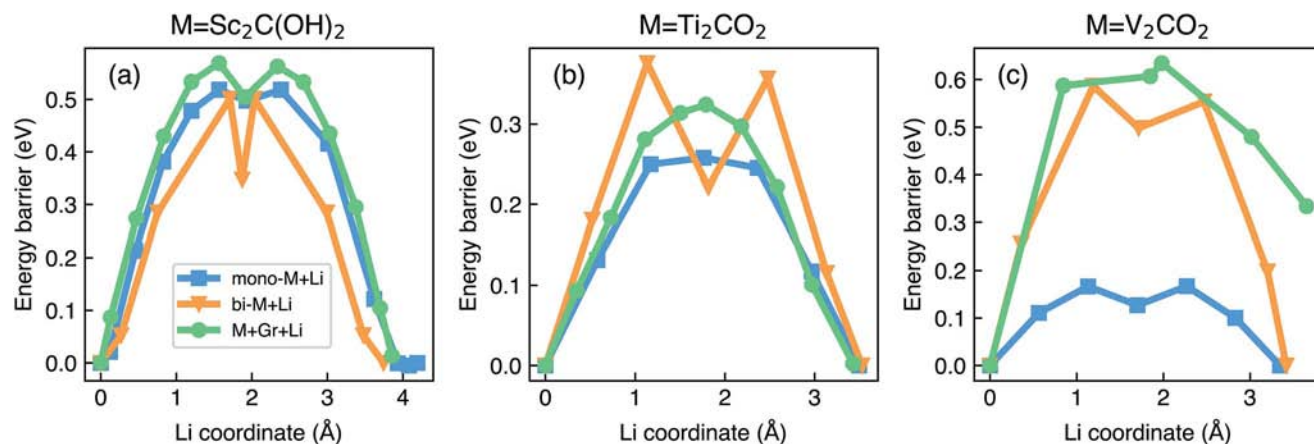 M=Sc₂C(OH)₂
(a)
Energy barrier (eV)
0.5
0.4
0.3
0.2
0.1
0.0
mono-M+Li
bi-M+Li
M+Gr+Li
0 1 2 3 4
Li coordinate (Å)
M=Ti₂CO₂
(b)
Energy barrier (eV)
0.3
0.2
0.1
0.0
0 1 2 3
Li coordinate (Å)
M=V₂CO₂
(c)
Energy barrier (eV)
0.6
0.5
0.4
0.3
0.2
0.1
0.0
0 1 2 3
Li coordinate (Å)